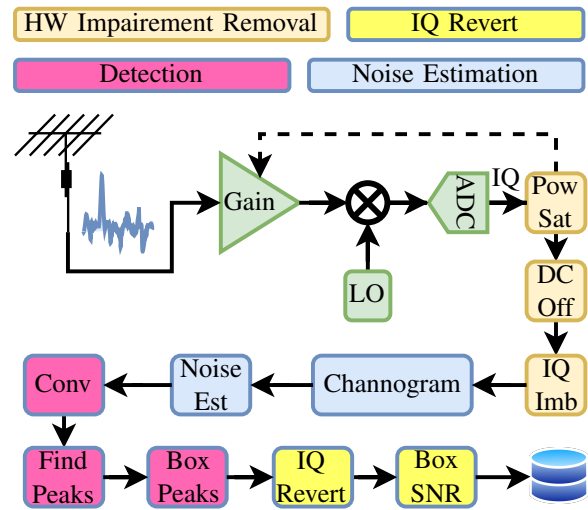 HW Impairement Removal
IQ Revert
Detection
Noise Estimation
Gain
ADC
IQ
Pow
Sat
LO
DC
Off
IQ
Imb
Channogram
Noise
Est
Conv
Find
Peaks
Box
Peaks
IQ
Revert
Box
SNR